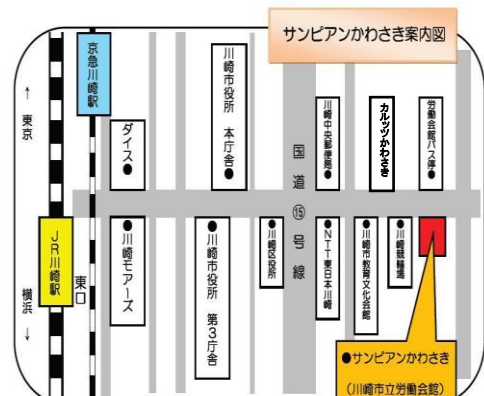 サンピアンかわさき案内図
京急川崎駅
↑
東京
ダイス●
川崎市役所 本庁舎●
国道⑮号線
川崎中央郵便局●
カルッツかわさき
労働会館バス停●
JR川崎駅
東口
●川崎モアーズ
●川崎市役所 第3庁舎
●川崎区役所
●NTT東日本川崎
●川崎市教育文化会館
●川崎競輪場
横浜
↓
●サンピアンかわさき
(川崎市立労働会館)